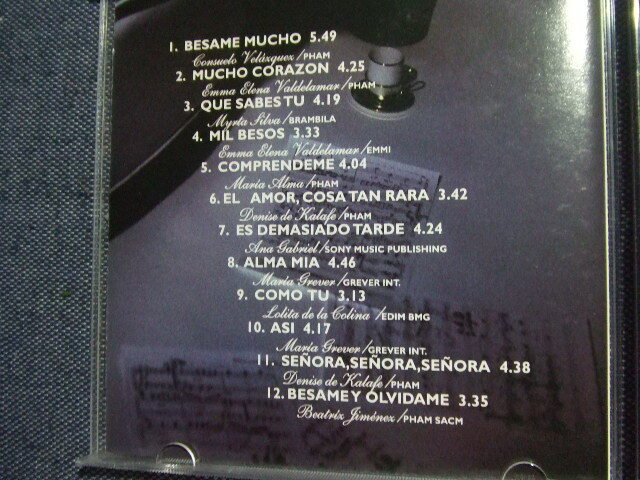 1. BESAME MUCHO 5.49
Consuelo Velázquez/PHAM
2. MUCHO CORAZON 4.25
Emma Elena Valdelamar/PHAM
3. QUE SABES TU 4.19
Myrta Silva/BRAMBILA
4. MIL BESOS 3.33
Emma Elena Valdelamar/EMMI
5. COMPRENDEME 4.04
María Alma/PHAM
6. EL AMOR, COSA TAN RARA 3.42
Denise de Kalafe/PHAM
7. ES DEMASIADO TARDE 4.24
Ana Gabriel/SONY MUSIC PUBLISHING
8. ALMA MIA 4.46
María Grever/GREVER INT.
9. COMO TU 3.13
Lolita de la Colina/EDIM BMG
10. ASI 4.17
María Grever/GREVER INT.
11. SEÑORA, SEÑORA, SEÑORA 4.38
Denise de Kalafe/PHAM
12. BESAME Y OLVIDAME 3.35
Beatriz Jiménez/PHAM SACM